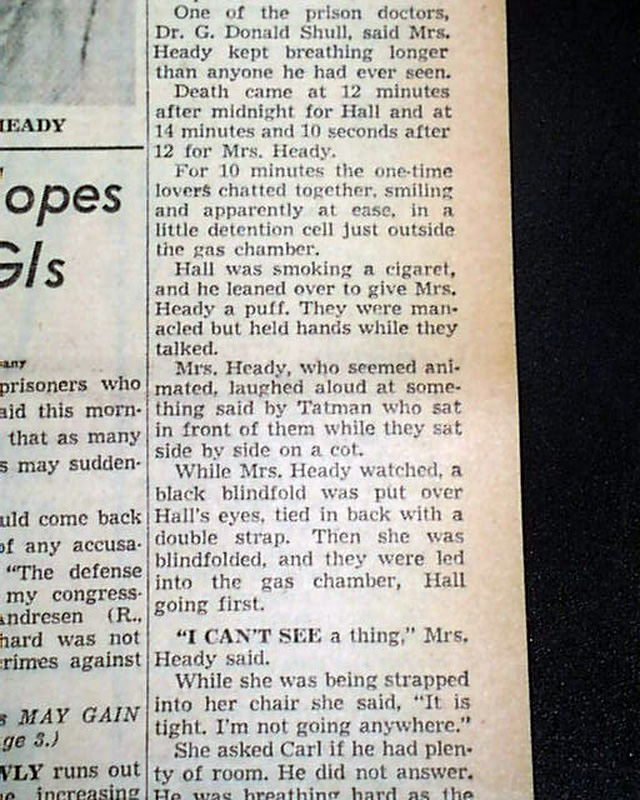 HEADY
opes
GIs
any
prisoners who
aid this morn-
that as many
s may sudden-
uld come back
of any accusa-
“The defense
my congress-
Andresen (R.,
hard was not
crimes against
s MAY GAIN
ge 3.)
WLY runs out
increasing
One of the prison doctors,
Dr. G. Donald Shull, said Mrs.
Heady kept breathing longer
than anyone he had ever seen.
Death came at 12 minutes
after midnight for Hall and at
14 minutes and 10 seconds after
12 for Mrs. Heady.
For 10 minutes the one-time
lovers chatted together, smiling
and apparently at ease, in a
little detention cell just outside
the gas chamber.
Hall was smoking a cigaret,
and he leaned over to give Mrs.
Heady a puff. They were man-
acled but held hands while they
talked.
Mrs. Heady, who seemed ani-
mated, laughed aloud at some-
thing said by Tatman who sat
in front of them while they sat
side by side on a cot.
While Mrs. Heady watched, a
black blindfold was put over
Hall's eyes, tied in back with a
double strap. Then she was
blindfolded, and they were led
into the gas chamber, Hall
going first.
“I CAN'T SEE a thing,” Mrs.
Heady said.
While she was being strapped
into her chair she said, “It is
tight. I'm not going anywhere.”
She asked Carl if he had plen-
ty of room. He did not answer.
He was breathing hard as the